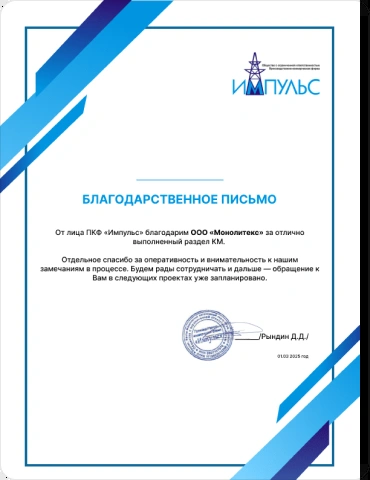 Общество с ограниченной ответственностью
Производственно-коммерческая фирма
ИМПУЛЬС
БЛАГОДАРСТВЕННОЕ ПИСЬМО
От лица ПКФ «Импульс» благодарим ООО «Монолитекс» за отлично
выполненный раздел КМ.
Отдельное спасибо за оперативность и внимательность к нашим
замечаниям в процессе. Будем рады сотрудничать и дальше — обращение к
Вам в следующих проектах уже запланировано.
«Импульс»
/Рындин Д.Д./
01.03.2025 год